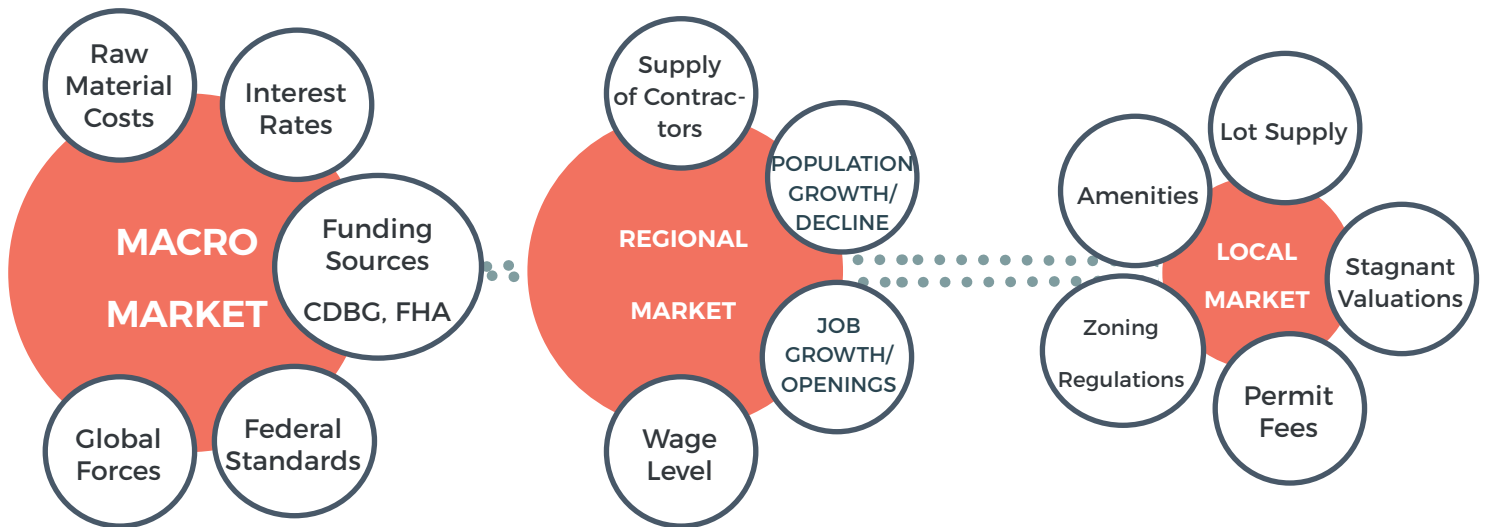 Raw
Material
Costs
Interest
Rates
MACRO
MARKET
Funding
Sources
CDBG, FHA
Global
Forces
Federal
Standards
Supply
of Contrac-
tors
POPULATION
GROWTH/
DECLINE
REGIONAL
MARKET
JOB
GROWTH/
OPENINGS
Wage
Level
Lot Supply
Amenities
LOCAL
MARKET
Stagnant
Valuations
Zoning
Regulations
Permit
Fees